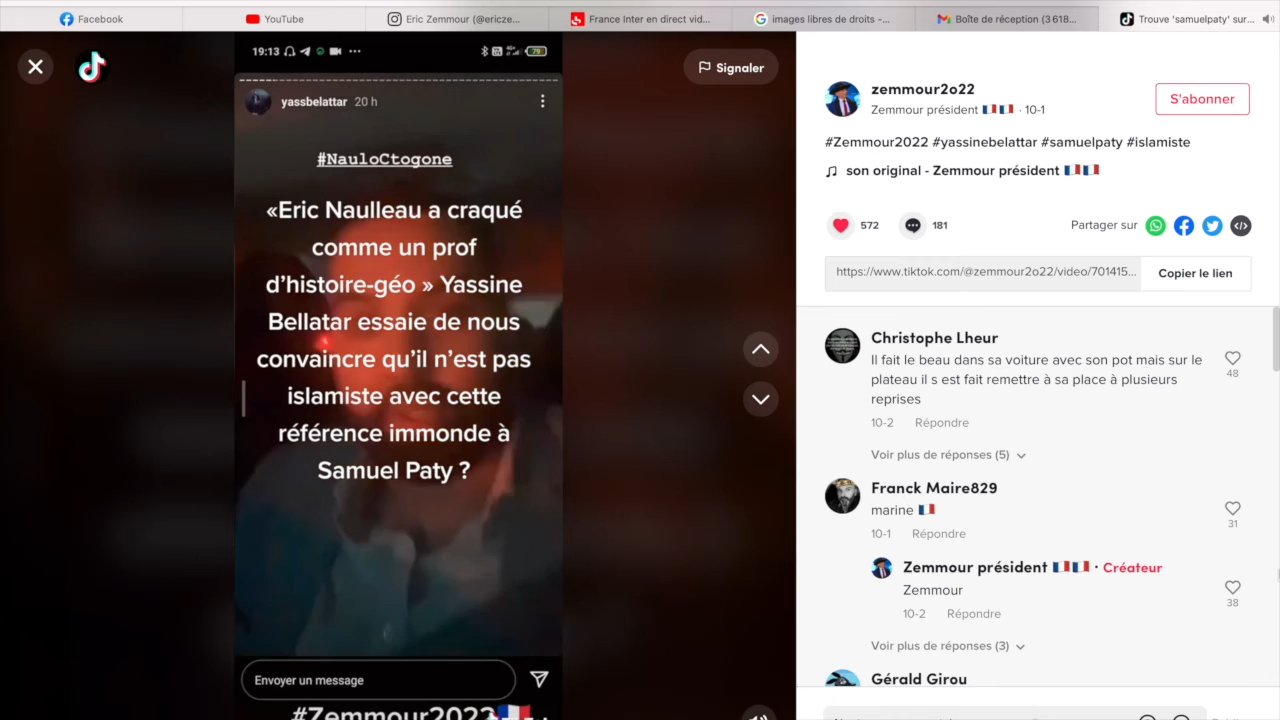 Facebook
YouTube
Eric Zemmour (@ericze...
France Inter en direct vid...
images libres de droits -...
Boîte de réception (3 618...
Trouve 'samuelpaty' sur...
19:13
79
Signaler
yassbelattar 20 h
#NauloCtogone
«Eric Naulleau a craqué
comme un prof
d'histoire-géo » Yassine
Bellatar essaie de nous
convaincre qu'il n'est pas
islamiste avec cette
référence immonde à
Samuel Paty ?
Envoyer un message
#Zemmour2022
zemmour2o22
Zemmour président 🇫🇷🇫🇷 · 10-1
S'abonner
#Zemmour2022 #yassinebelattar #samuelpaty #islamiste
son original - Zemmour président 🇫🇷🇫🇷
572
181
Partager sur
https://www.tiktok.com/@zemmour2o22/video/701415...
Copier le lien
Christophe Lheur
Il fait le beau dans sa voiture avec son pot mais sur le
plateau il s est fait remettre à sa place à plusieurs
reprises
48
10-2 Répondre
Voir plus de réponses (5)
Franck Maire829
marine 🇫🇷
31
10-1 Répondre
Zemmour président 🇫🇷🇫🇷 · Créateur
Zemmour
38
10-2 Répondre
Voir plus de réponses (3)
Gérald Girou